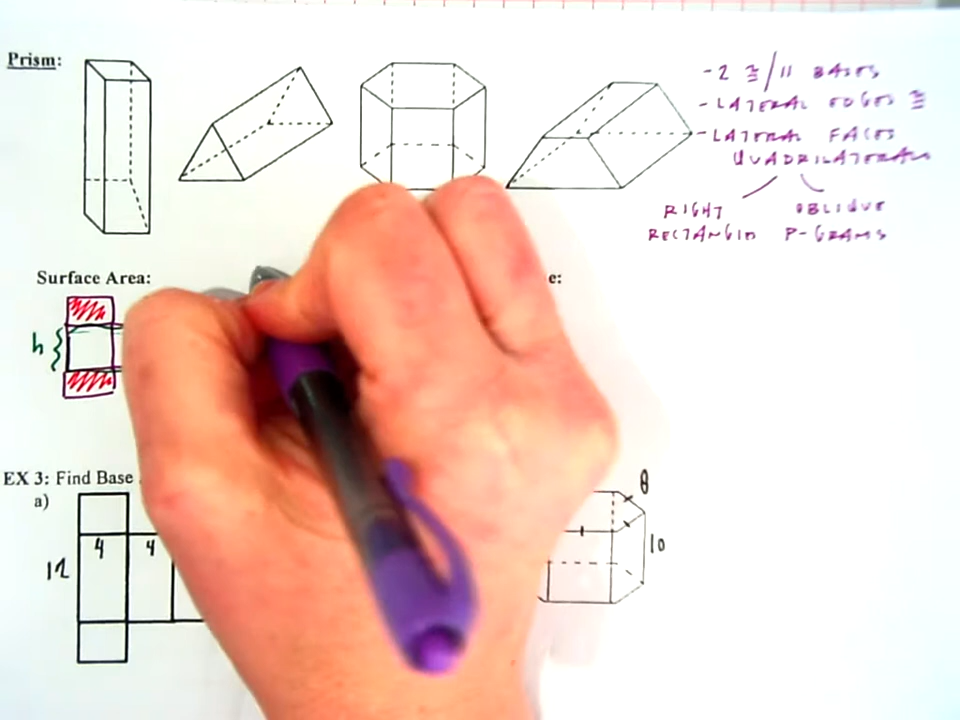 Prism:
- 2 ≅/|| BASES
- LATERAL EDGES ≅
- LATERAL FACES
QUADRILATERALS
RIGHT OBLIQUE
RECTANGLES P-GRAMS
Surface Area: e:
h
EX 3: Find Base
a)
8
4 4
10
12